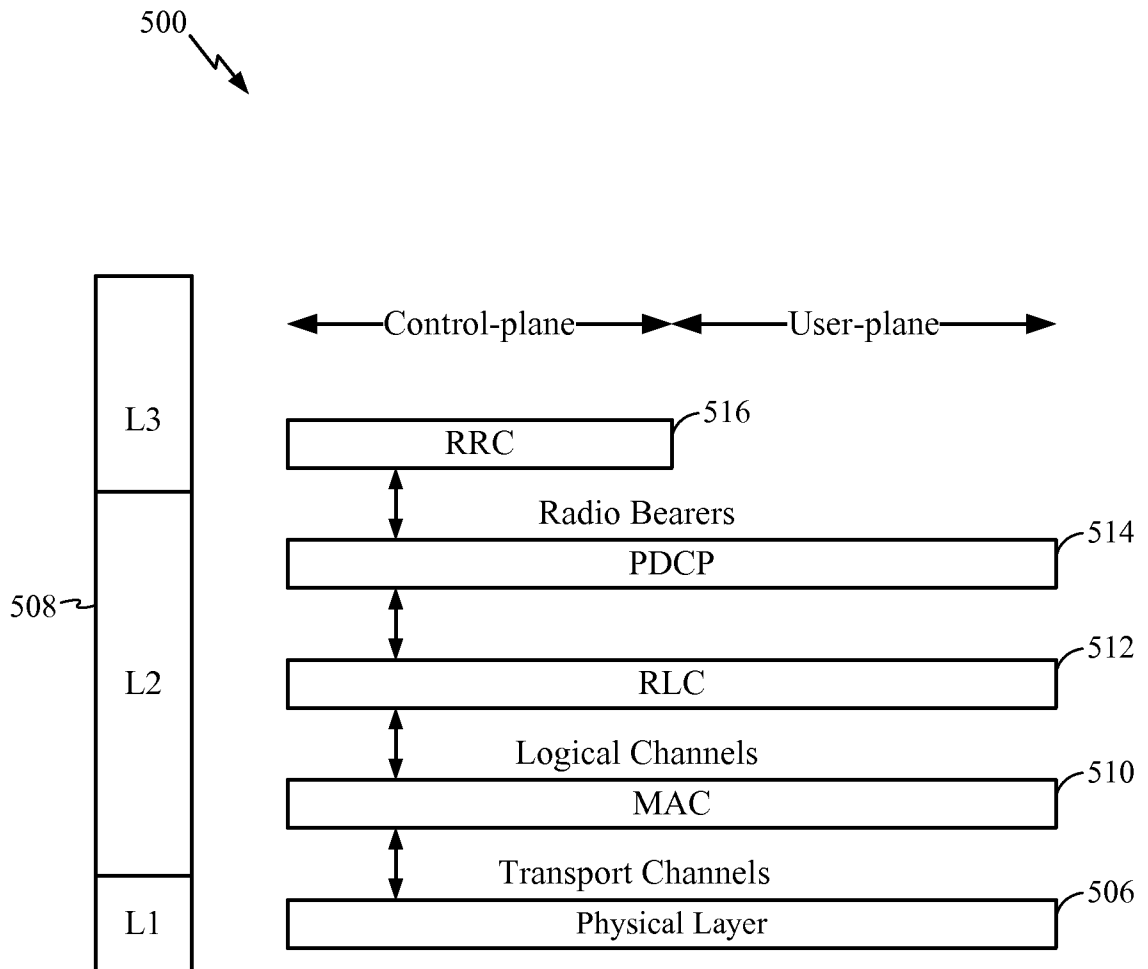 500
Control-plane
User-plane
L3
RRC
516
Radio Bearers
PDCP
514
508
L2
RLC
512
Logical Channels
MAC
510
Transport Channels
L1
Physical Layer
506